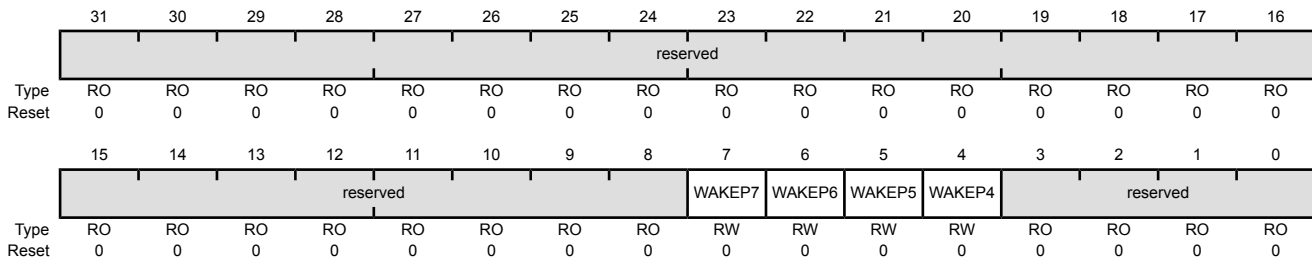 31 30 29 28 27 26 25 24 23 22 21 20 19 18 17 16
reserved
Type RO RO RO RO RO RO RO RO RO RO RO RO RO RO RO RO
Reset 0 0 0 0 0 0 0 0 0 0 0 0 0 0 0 0
15 14 13 12 11 10 9 8 7 6 5 4 3 2 1 0
reserved WAKEP7 WAKEP6 WAKEP5 WAKEP4 reserved
Type RO RO RO RO RO RO RO RO RW RW RW RW RO RO RO RO
Reset 0 0 0 0 0 0 0 0 0 0 0 0 0 0 0 0